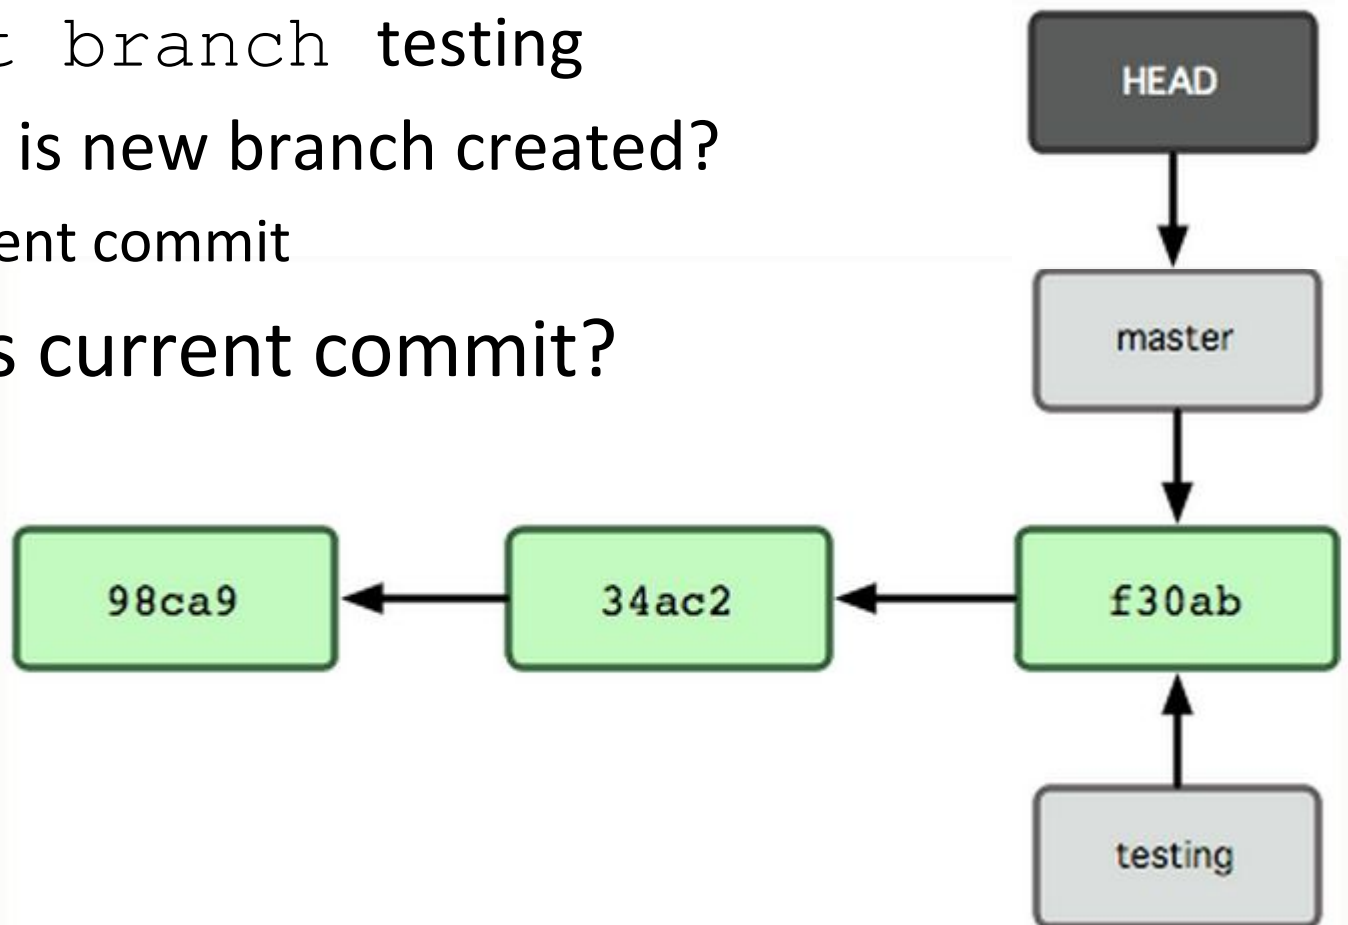 t branch testing
is new branch created?
ent commit
s current commit?
HEAD
master
98ca9
34ac2
f30ab
testing